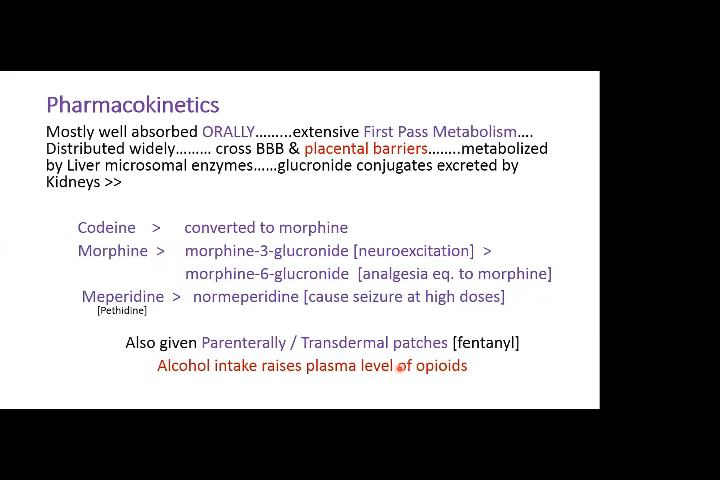 Pharmacokinetics
Mostly well absorbed ORALLY………extensive First Pass Metabolism….
Distributed widely……… cross BBB & placental barriers……..metabolized
by Liver microsomal enzymes……glucronide conjugates excreted by
Kidneys >>
Codeine > converted to morphine
Morphine > morphine-3-glucronide [neuroexcitation] >
morphine-6-glucronide [analgesia eq. to morphine]
Meperidine > normeperidine [cause seizure at high doses]
[Pethidine]
Also given Parenterally / Transdermal patches [fentanyl]
Alcohol intake raises plasma level of opioids